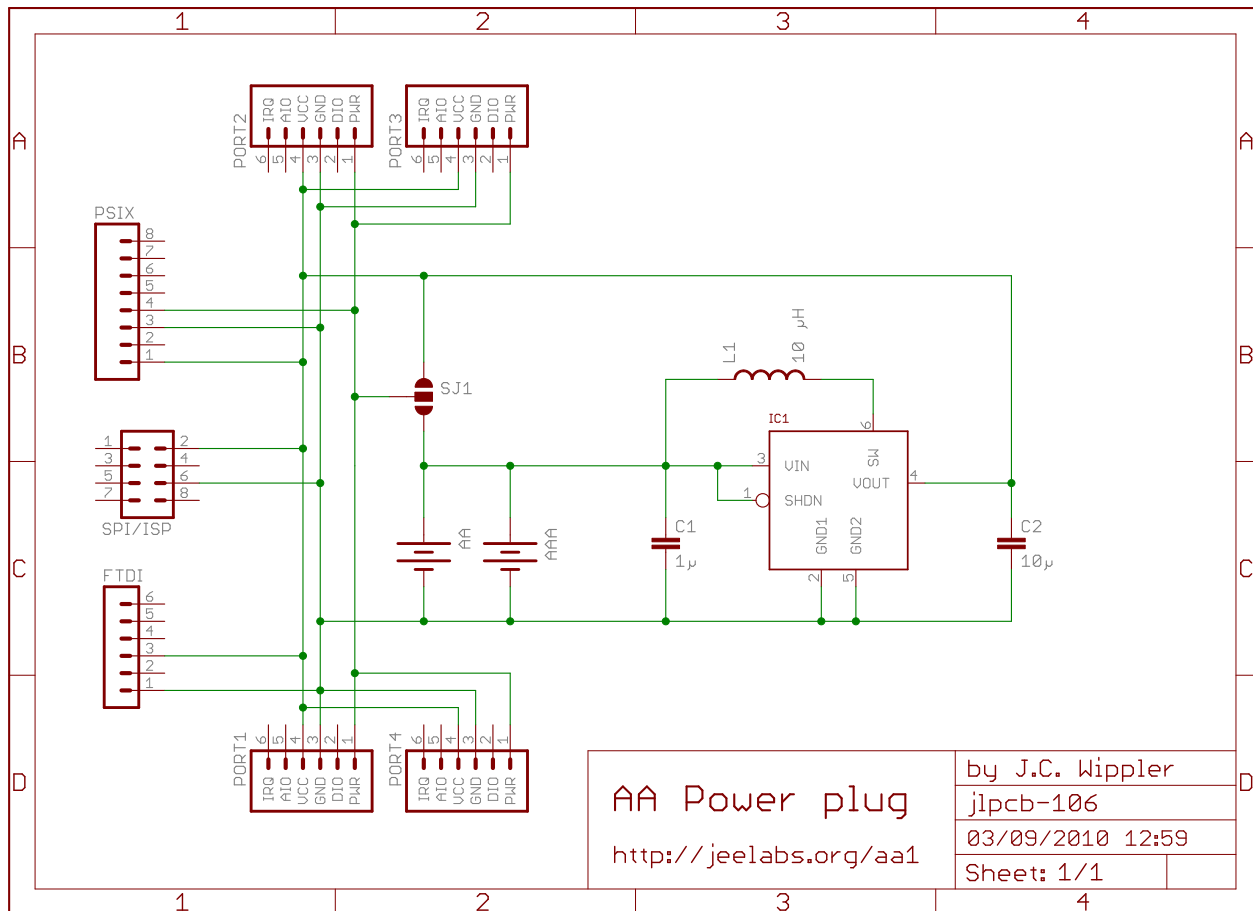 1 2 3 4
A A
B B
C C
D D
PORT2
IRQ AIO VCC GND DIO PWR
6 5 4 3 2 1
PORT3
IRQ AIO VCC GND DIO PWR
6 5 4 3 2 1
PSIX
8
7
6
5
4
3
2
1
SJ1
L1
10 µH
IC1
6
3 VIN
SW
VOUT 4
1 SHDN
GND1
GND2
2 5
1 2
3 4
5 6
7 8
SPI/ISP
AA
AAA
C1
1µ
C2
10µ
FTDI
6
5
4
3
2
1
PORT1
6 5 4 3 2 1
IRQ AIO VCC GND DIO PWR
PORT4
6 5 4 3 2 1
IRQ AIO VCC GND DIO PWR
AA Power plug
http://jeelabs.org/aa1
by J.C. Wippler
jlpcb-106
03/09/2010 12:59
Sheet: 1/1
1 2 3 4